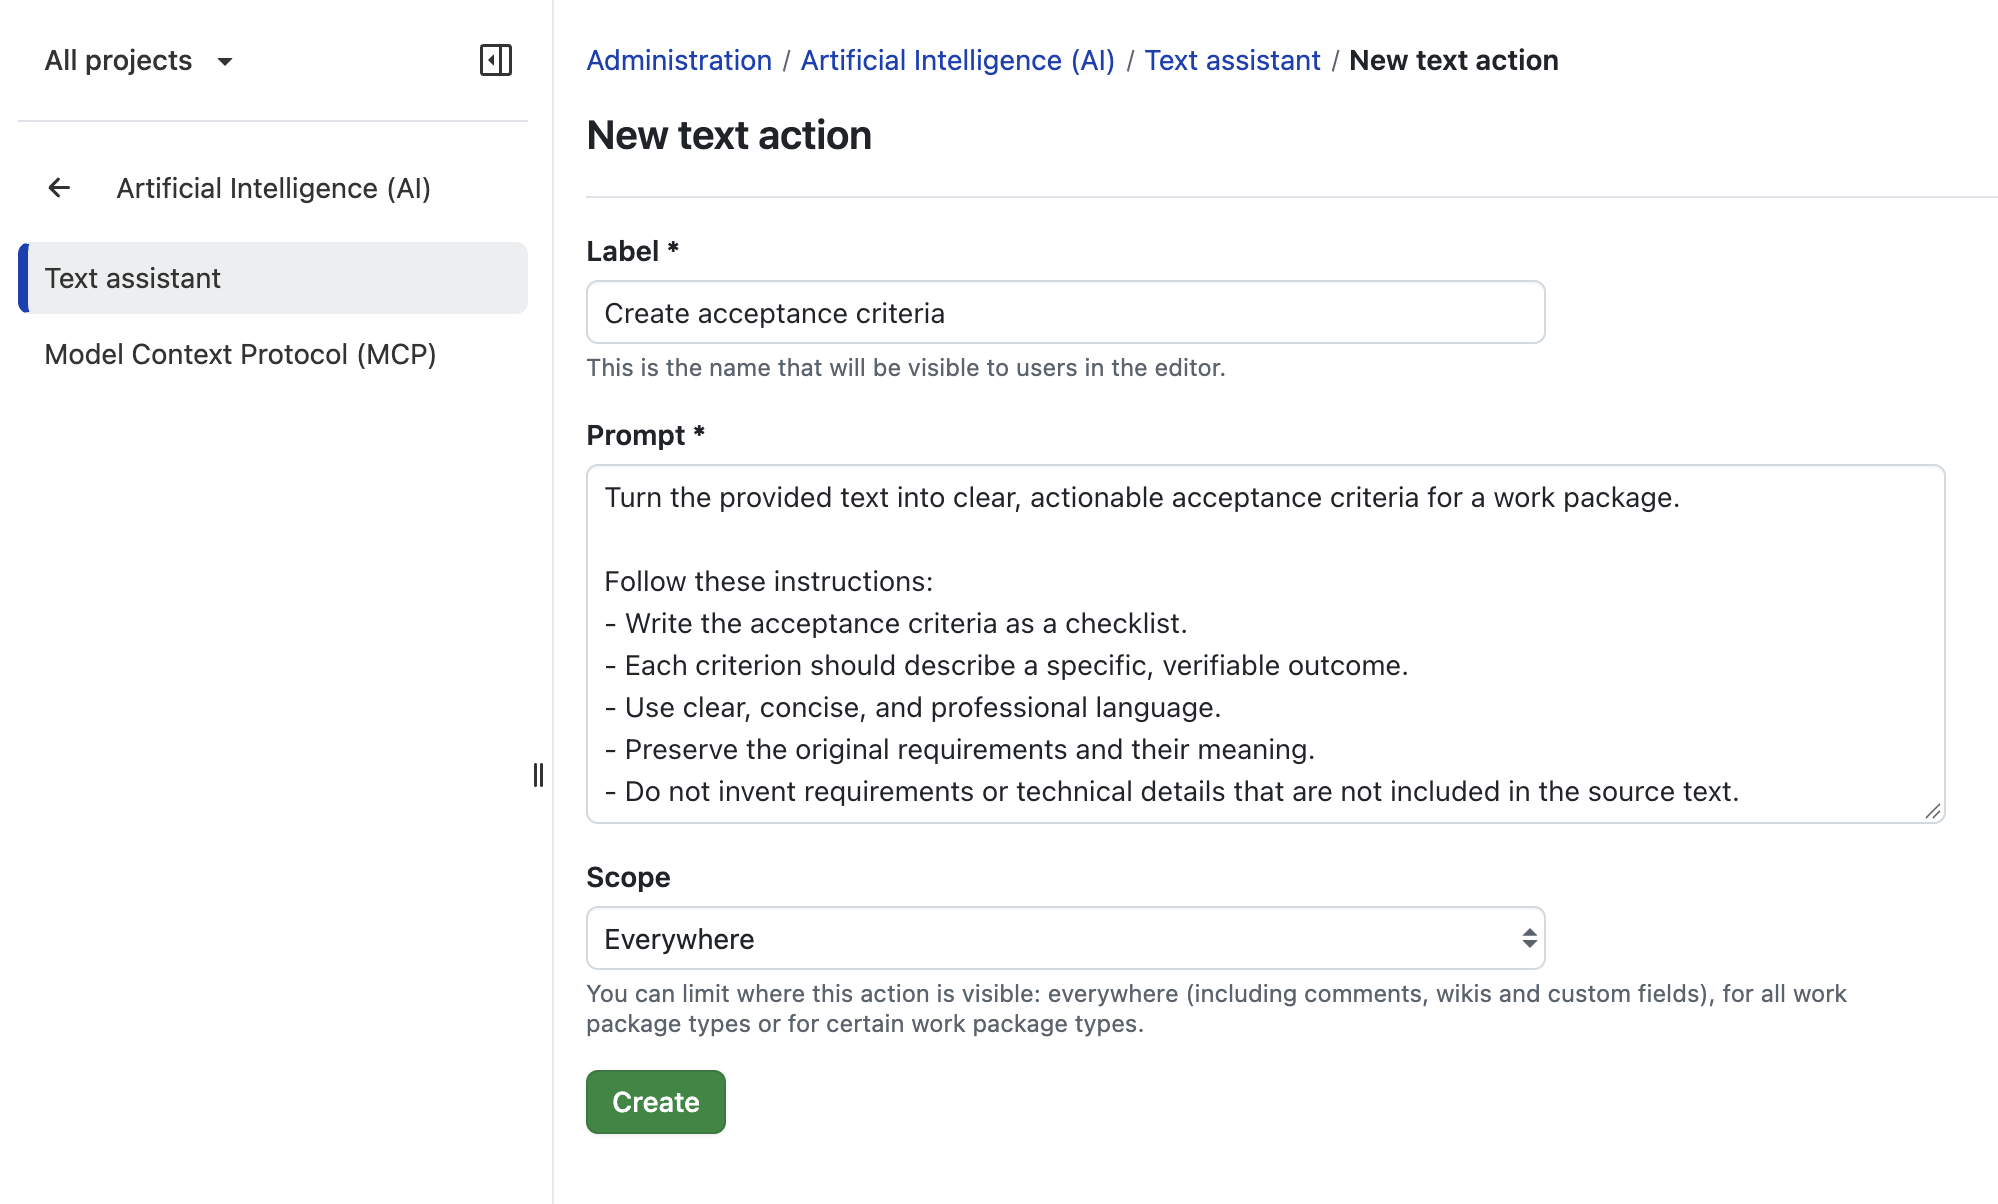 All projects
Artificial Intelligence (AI)
Text assistant
Model Context Protocol (MCP)
Administration / Artificial Intelligence (AI) / Text assistant / New text action
New text action
Label *
Create acceptance criteria
This is the name that will be visible to users in the editor.
Prompt *
Turn the provided text into clear, actionable acceptance criteria for a work package.
Follow these instructions:
- Write the acceptance criteria as a checklist.
- Each criterion should describe a specific, verifiable outcome.
- Use clear, concise, and professional language.
- Preserve the original requirements and their meaning.
- Do not invent requirements or technical details that are not included in the source text.
Scope
Everywhere
You can limit where this action is visible: everywhere (including comments, wikis and custom fields), for all work
package types or for certain work package types.
Create